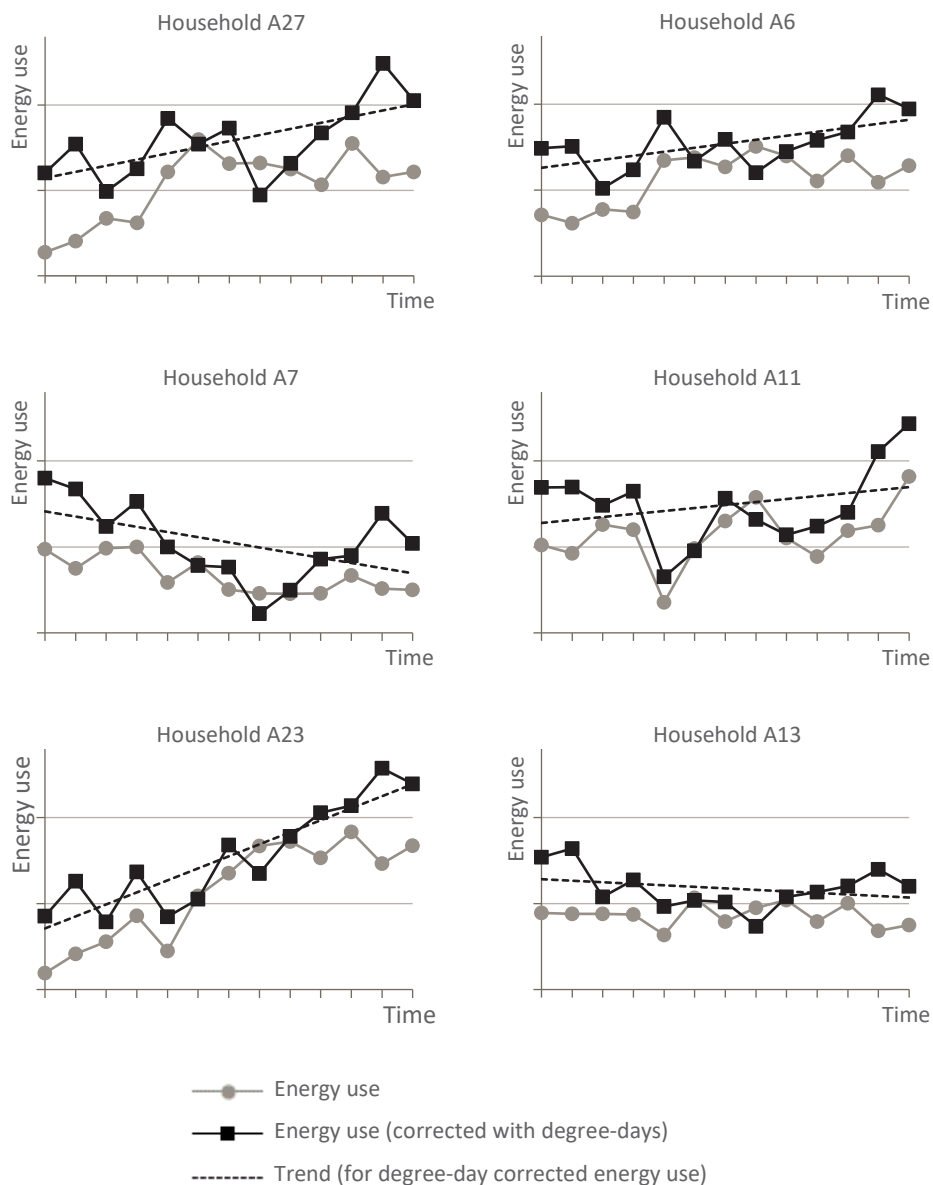 Household A27
Energy use
Time
Household A6
Energy use
Time
Household A7
Energy use
Time
Household A11
Energy use
Time
Household A23
Energy use
Time
Household A13
Energy use
Time
Energy use
Energy use (corrected with degree-days)
Trend (for degree-day corrected energy use)